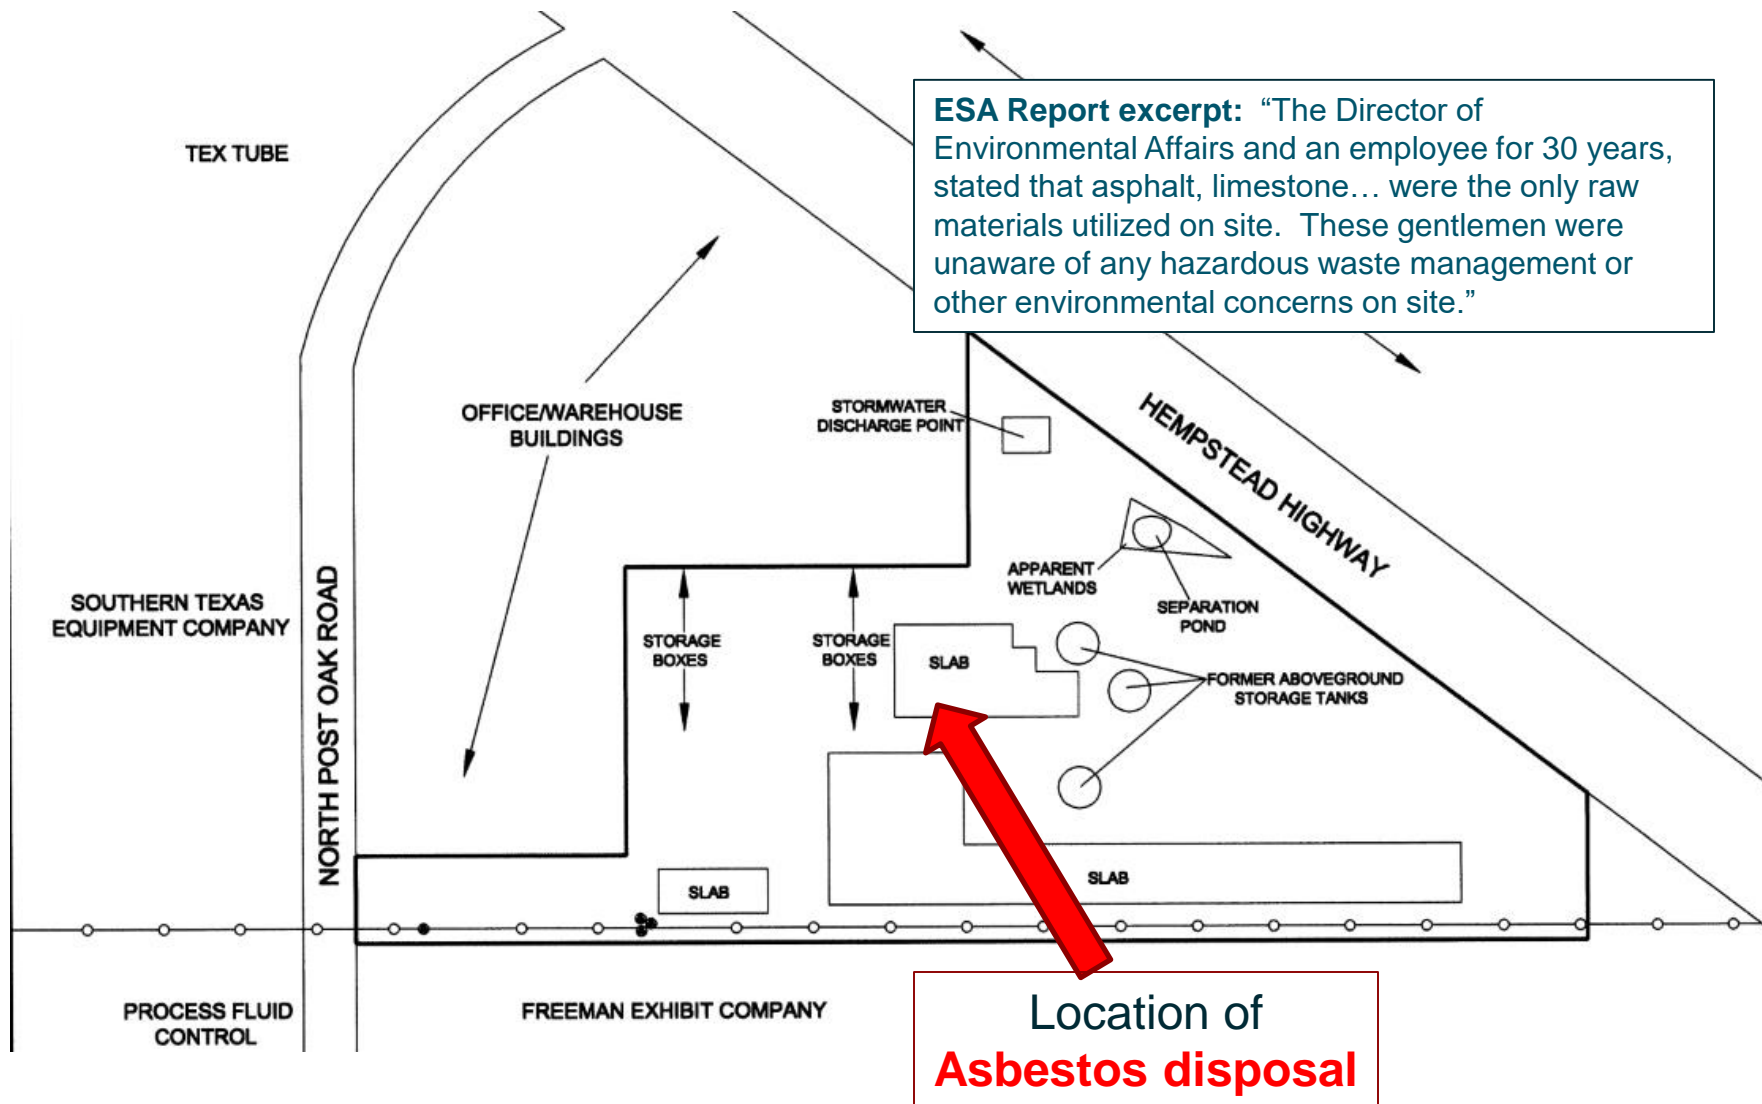 TEX TUBE
ESA Report excerpt:  “The Director of
Environmental Affairs and an employee for 30 years,
stated that asphalt, limestone… were the only raw
materials utilized on site.  These gentlemen were
unaware of any hazardous waste management or
other environmental concerns on site.”
OFFICE/WAREHOUSE
BUILDINGS
STORMWATER
DISCHARGE POINT
HEMPSTEAD HIGHWAY
APPARENT
WETLANDS
SEPARATION
POND
SOUTHERN TEXAS
EQUIPMENT COMPANY
NORTH POST OAK ROAD
STORAGE
BOXES
STORAGE
BOXES
SLAB
FORMER ABOVEGROUND
STORAGE TANKS
SLAB
SLAB
PROCESS FLUID
CONTROL
FREEMAN EXHIBIT COMPANY
Location of
Asbestos disposal